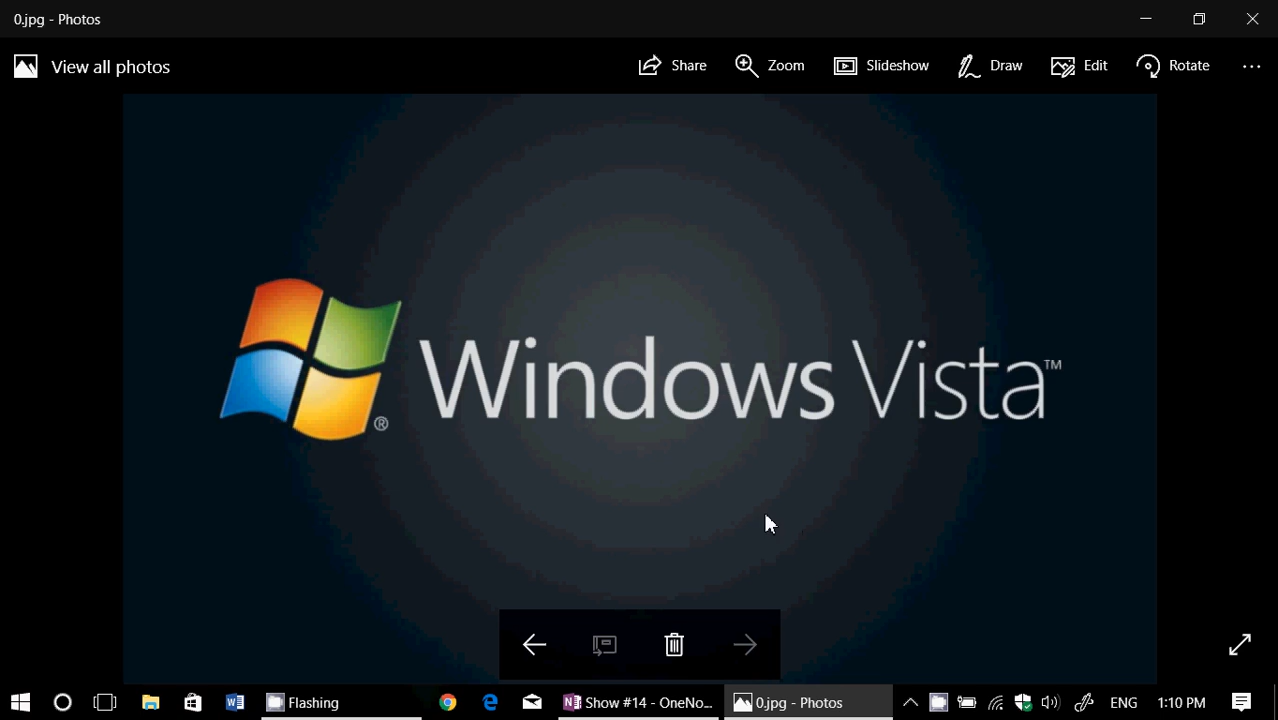 0.jpg - Photos
View all photos
Share Zoom Slideshow Draw Edit Rotate
Windows Vista™
®
Flashing
Show #14 - OneNo...
0.jpg - Photos
ENG
1:10 PM